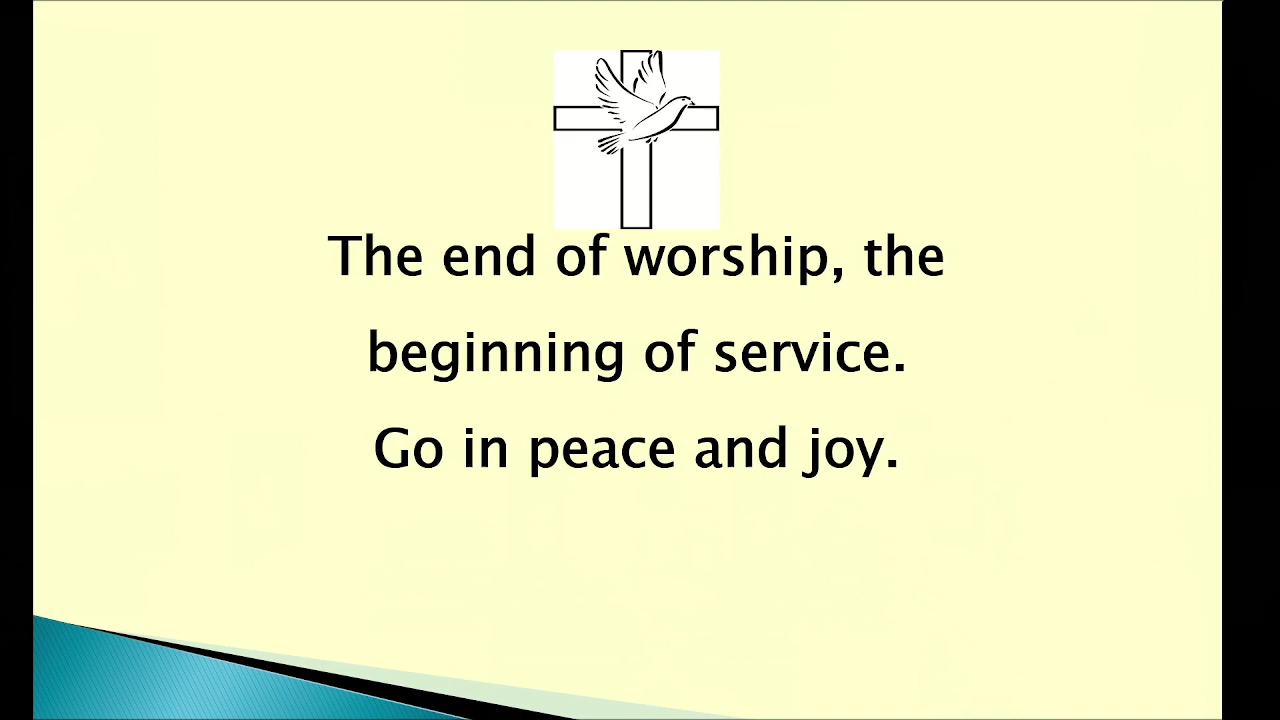 The end of worship, the
beginning of service.
Go in peace and joy.